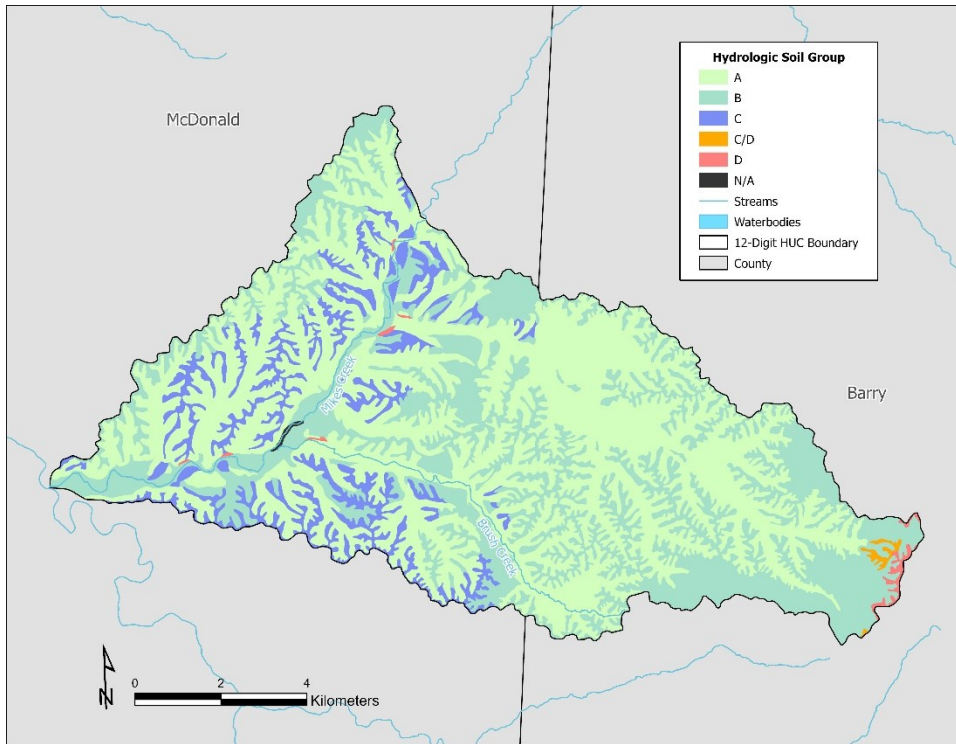 McDonald
Hydrologic Soil Group
A
B
C
C/D
D
N/A
Streams
Waterbodies
12-Digit HUC Boundary
County
Mikes Creek
Barry
Brush Creek
N
0 2 4
Kilometers